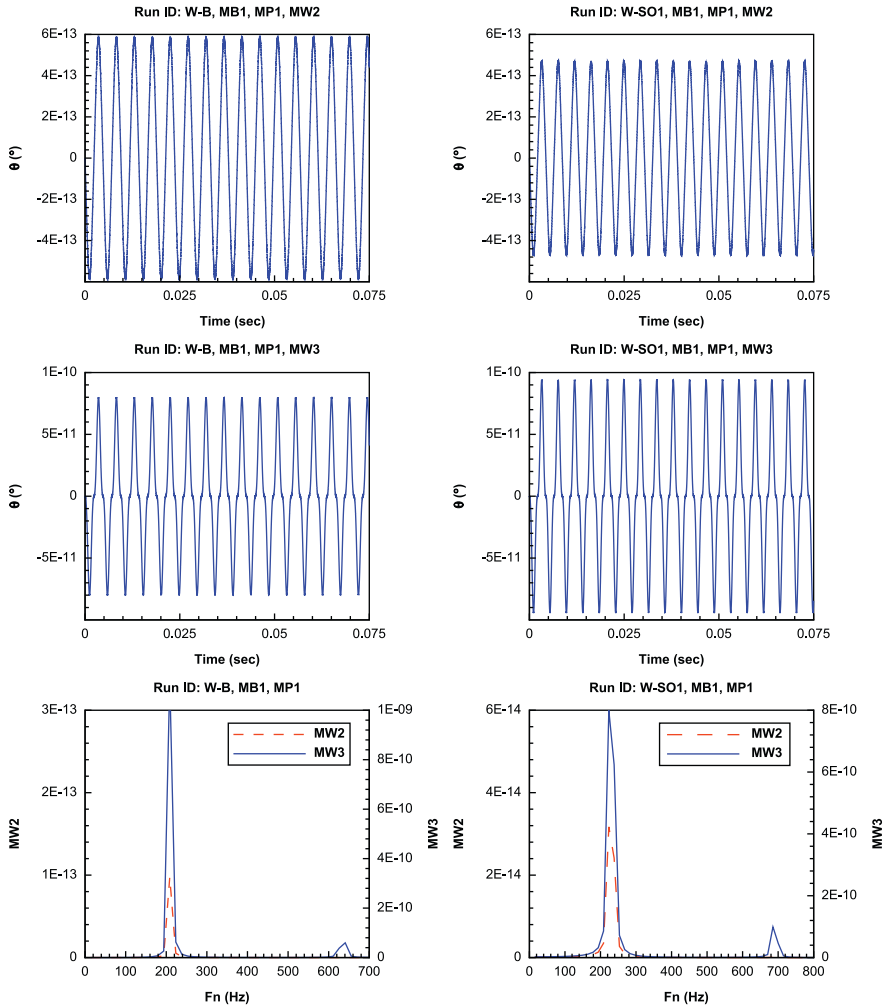 Run ID: W-B, MB1, MP1, MW2
6E-13
4E-13
2E-13
0
-2E-13
-4E-13
θ (º)
0 0.025 0.05 0.075
Time (sec)
Run ID: W-SO1, MB1, MP1, MW2
6E-13
4E-13
2E-13
0
-2E-13
-4E-13
θ (º)
0 0.025 0.05 0.075
Time (sec)
Run ID: W-B, MB1, MP1, MW3
1E-10
5E-11
0
-5E-11
θ (º)
0 0.025 0.05 0.075
Time (sec)
Run ID: W-SO1, MB1, MP1, MW3
1E-10
5E-11
0
-5E-11
θ (º)
0 0.025 0.05 0.075
Time (sec)
Run ID: W-B, MB1, MP1
MW2
MW3
3E-13
2E-13
1E-13
0
MW2
1E-09
8E-10
6E-10
4E-10
2E-10
0
MW3
0 100 200 300 400 500 600 700
Fn (Hz)
Run ID: W-SO1, MB1, MP1
MW2
MW3
6E-14
4E-14
2E-14
0
MW2
8E-10
6E-10
4E-10
2E-10
0
MW3
0 100 200 300 400 500 600 700 800
Fn (Hz)